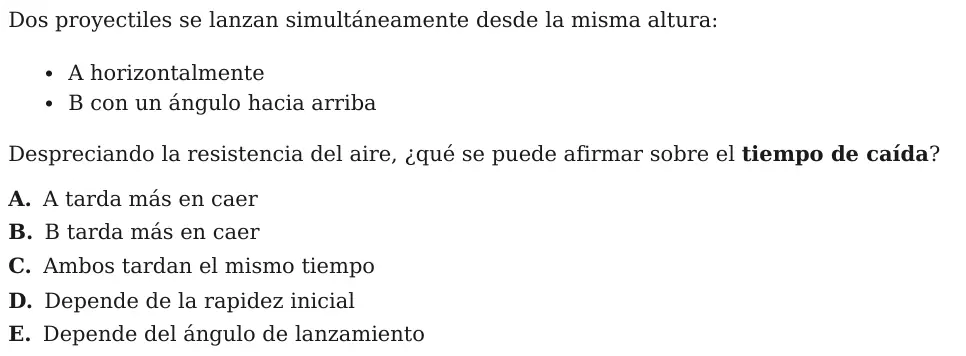 Dos proyectiles se lanzan simultáneamente desde la misma altura:
• A horizontalmente
• B con un ángulo hacia arriba
Despreciando la resistencia del aire, ¿qué se puede afirmar sobre el tiempo de caída?
A. A tarda más en caer
B. B tarda más en caer
C. Ambos tardan el mismo tiempo
D. Depende de la rapidez inicial
E. Depende del ángulo de lanzamiento